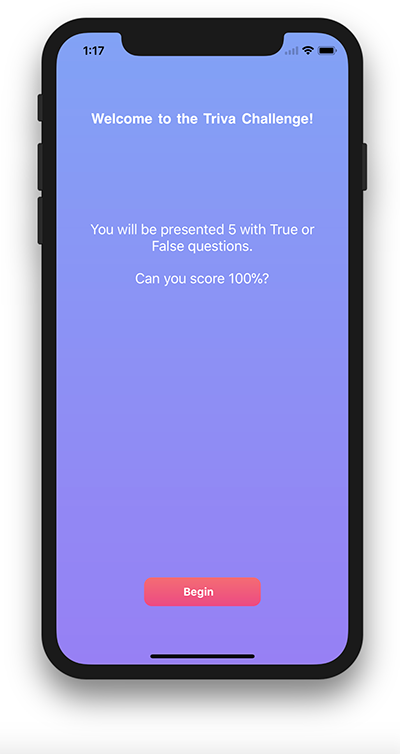 1:17
Welcome to the Triva Challenge!
You will be presented 5 with True or
False questions.
Can you score 100%?
Begin